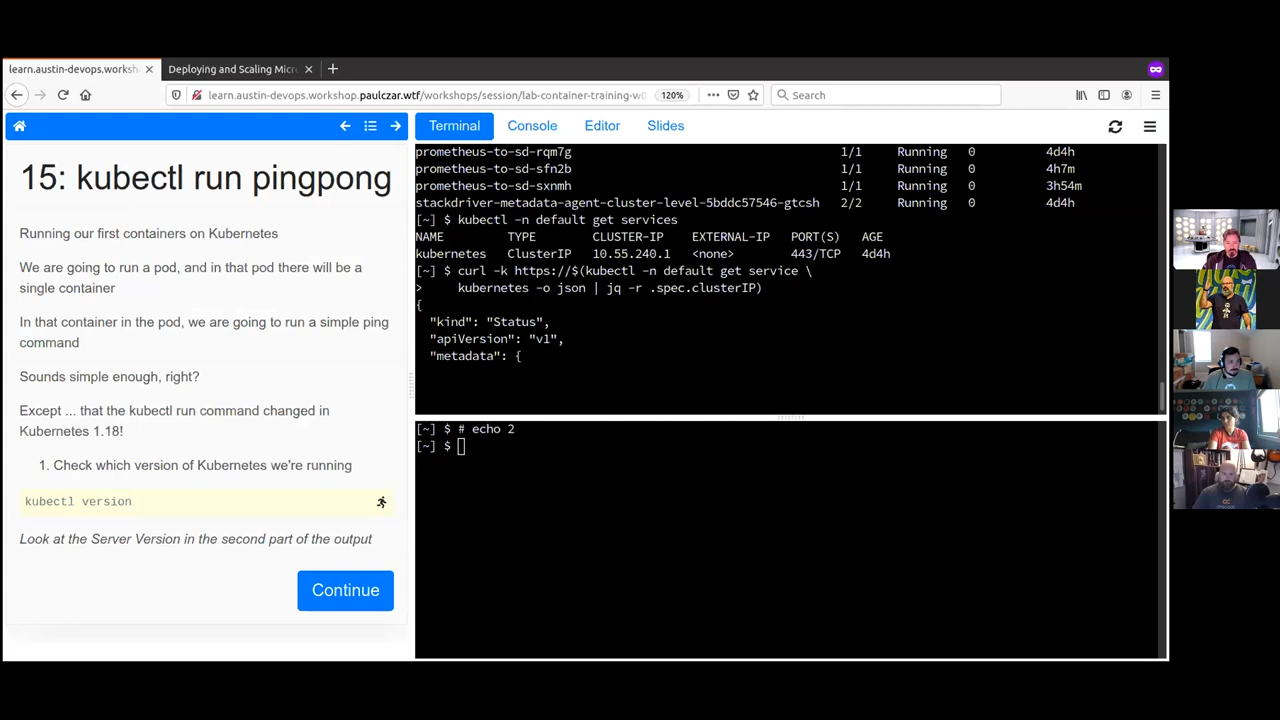 learn.austin-devops.worksh
Deploying and Scaling Micr
learn.austin-devops.workshop.paulczar.wtf/workshops/session/lab-container-training-w
120%
Search
Terminal
Console
Editor
Slides
15: kubectl run pingpong
Running our first containers on Kubernetes
We are going to run a pod, and in that pod there will be a
single container
In that container in the pod, we are going to run a simple ping
command
Sounds simple enough, right?
Except ... that the kubectl run command changed in
Kubernetes 1.18!
1. Check which version of Kubernetes we're running
kubectl version
Look at the Server Version in the second part of the output
Continue
prometheus-to-sd-rqm7g 1/1 Running 0 4d4h
prometheus-to-sd-sfn2b 1/1 Running 0 4h7m
prometheus-to-sd-sxnmh 1/1 Running 0 3h54m
stackdriver-metadata-agent-cluster-level-5bddc57546-gtcsh 2/2 Running 0 4d4h
[~] $ kubectl -n default get services
NAME TYPE CLUSTER-IP EXTERNAL-IP PORT(S) AGE
kubernetes ClusterIP 10.55.240.1 <none> 443/TCP 4d4h
[~] $ curl -k https://$(kubectl -n default get service \
> kubernetes -o json | jq -r .spec.clusterIP)
{
"kind": "Status",
"apiVersion": "v1",
"metadata": {
[~] $ # echo 2
[~] $